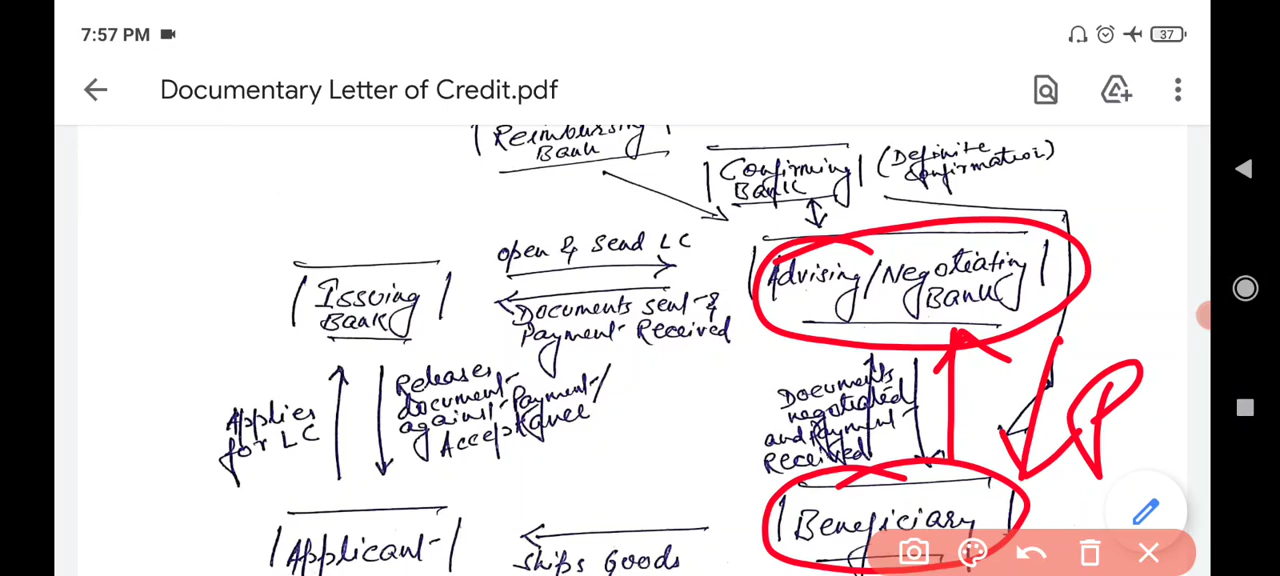 7:57 PM
37
Documentary Letter of Credit.pdf
Reimbursing
Bank
Confirming
Bank
(Definite
confirmation)
open & send LC
Advising/Negotiating
Bank
Issuing
Bank
Documents sent &
Payment Received
Releases
document
against Payment/
Acceptance
Applies
for LC
Documents
negotiated
and Payment
Received
P
Beneficiary
Applicant
Ships Goods